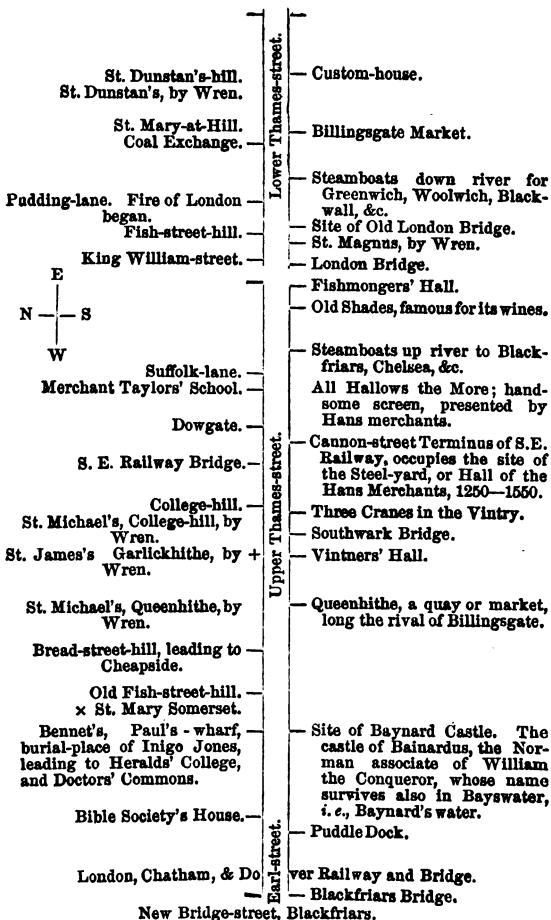 St. Dunstan's-hill.
St. Dunstan's, by Wren.
St. Mary-at-Hill.
Coal Exchange.
Pudding-lane. Fire of London
began.
Fish-street-hill.
King William-street.
E
N S
W
Suffolk-lane.
Merchant Taylors' School.
Dowgate.
S. E. Railway Bridge.
College-hill.
St. Michael's, College-hill, by
Wren.
St. James's Garlickhithe, by +
Wren.
St. Michael's, Queenhithe, by
Wren.
Bread-street-hill, leading to
Cheapside.
Old Fish-street-hill.
× St. Mary Somerset.
Bennet's, Paul's-wharf,
burial-place of Inigo Jones,
leading to Heralds' College,
and Doctors' Commons.
Bible Society's House.
Lower Thames-street.
Upper Thames-street.
Earl-street.
Custom-house.
Billingsgate Market.
Steamboats down river for
Greenwich, Woolwich, Black-
wall, &c.
Site of Old London Bridge.
St. Magnus, by Wren.
London Bridge.
Fishmongers' Hall.
Old Shades, famous for its wines.
Steamboats up river to Black-
friars, Chelsea, &c.
All Hallows the More; hand-
some screen, presented by
Hans merchants.
Cannon-street Terminus of S.E.
Railway, occupies the site of
the Steel-yard, or Hall of the
Hans Merchants, 1250—1550.
Three Cranes in the Vintry.
Southwark Bridge.
Vintners' Hall.
Queenhithe, a quay or market,
long the rival of Billingsgate.
Site of Baynard Castle. The
castle of Bainardus, the Nor-
man associate of William
the Conqueror, whose name
survives also in Bayswater,
i. e., Baynard's water.
Puddle Dock.
London, Chatham, & Dover Railway and Bridge.
Blackfriars Bridge.
New Bridge-street, Blackfriars.